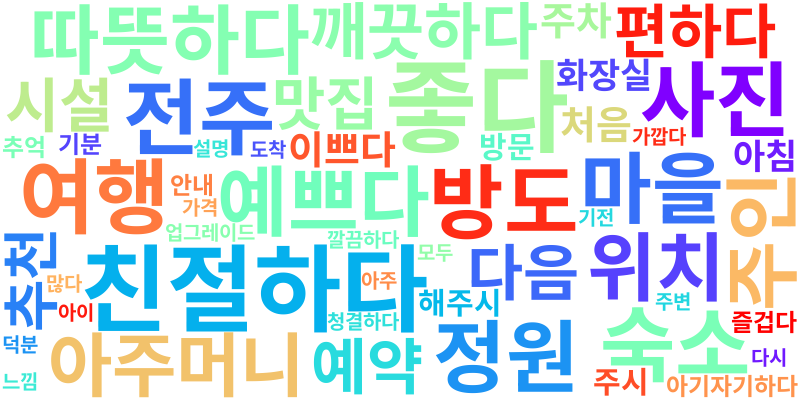 따뜻하다
깨끗하다
주차
편하다
시설
전주
맛집
좋다
화장실
사진
처음
가깝다
추억
기분
설명
도착
이쁘다
방문
아침
여행
안내
가격
예쁘다
방도
마을
기전
주인
업그레이드
깔끔하다
모두
추천
많다
아이
친절하다
아주
청결하다
해주시
다음
위치
주변
즐겁다
덕분
느낌
아주머니
예약
정원
숙소
다시
주시
아기자기하다